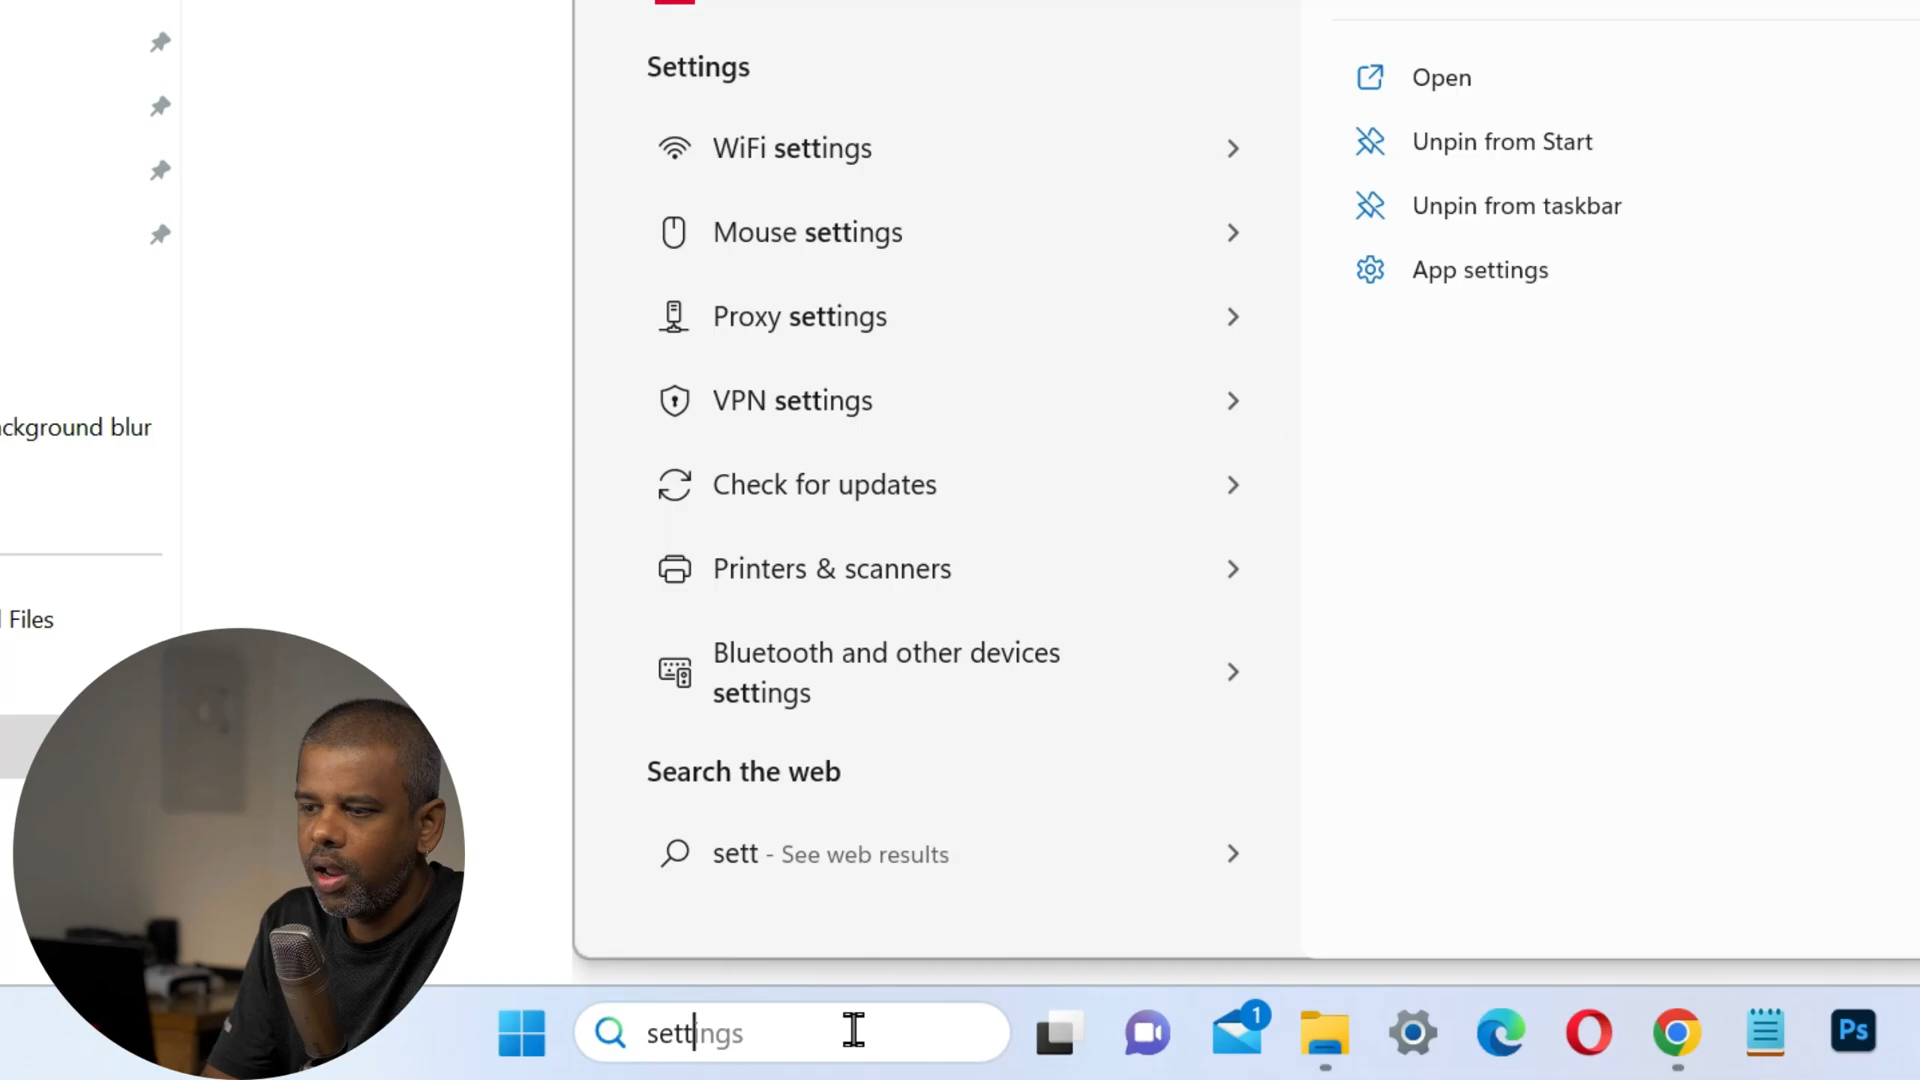 Settings
WiFi settings
Mouse settings
Proxy settings
VPN settings
Check for updates
Printers & scanners
Bluetooth and other devices
settings
Search the web
sett - See web results
Open
Unpin from Start
Unpin from taskbar
App settings
ckground blur
Files
settings
1
Ps